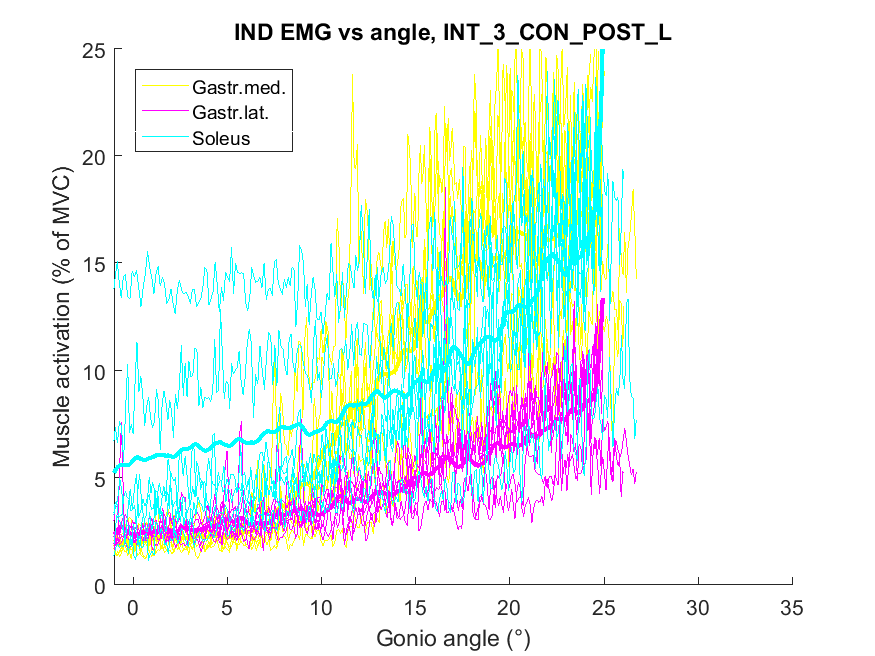 IND EMG vs angle, INT_3_CON_POST_L
25
Gastr.med.
Gastr.lat.
Soleus
20
15
10
5
0
Muscle activation (% of MVC)
0 5 10 15 20 25 30 35
Gonio angle (°)